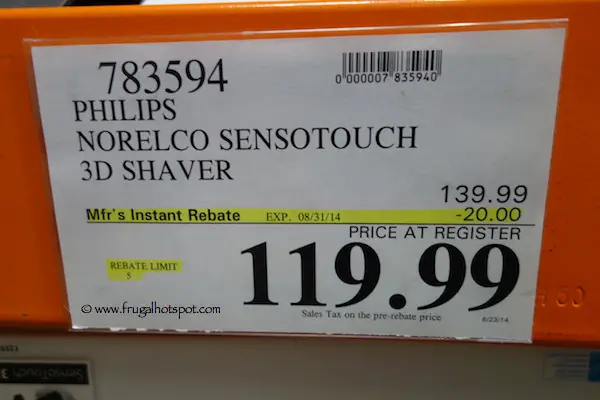 783594
0"000007"835940"
PHILIPS
NORELCO SENSOTOUCH
3D SHAVER
139.99
Mfr's Instant Rebate EXP. 08/31/14 -20.00
PRICE AT REGISTER
REBATE LIMIT
5
119.99
© www.frugalhotspot.com
Sales Tax on the pre-rebate price
6/23/14
SensoTouch